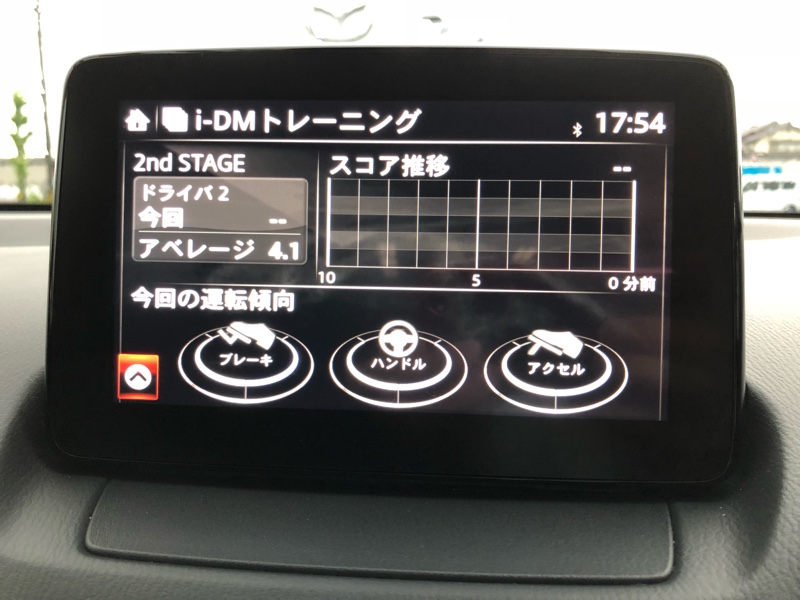 i-DMトレーニング
17:54
2nd STAGE
スコア推移
--
ドライバ 2
今回 --
アベレージ 4.1
10 5 0 分前
今回の運転傾向
ブレーキ
ハンドル
アクセル